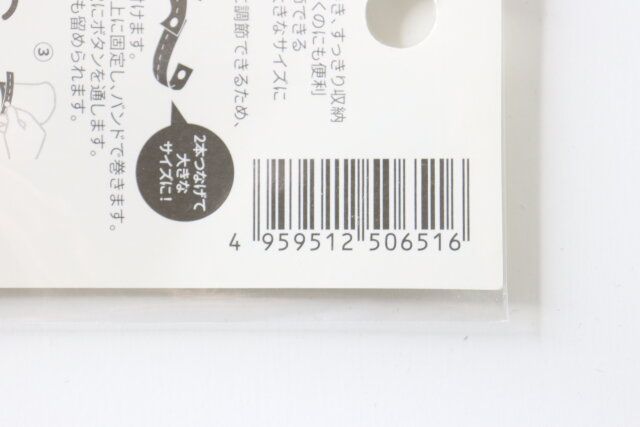 き、すっきり収納
できる
くのにも便利
きなサイズに
調節できるため、
けます。
上に固定し、バンドで巻きます。
にボタンを通します。
も留められます。
③
2本つなげて
大きな
サイズに!
4 959512 506516